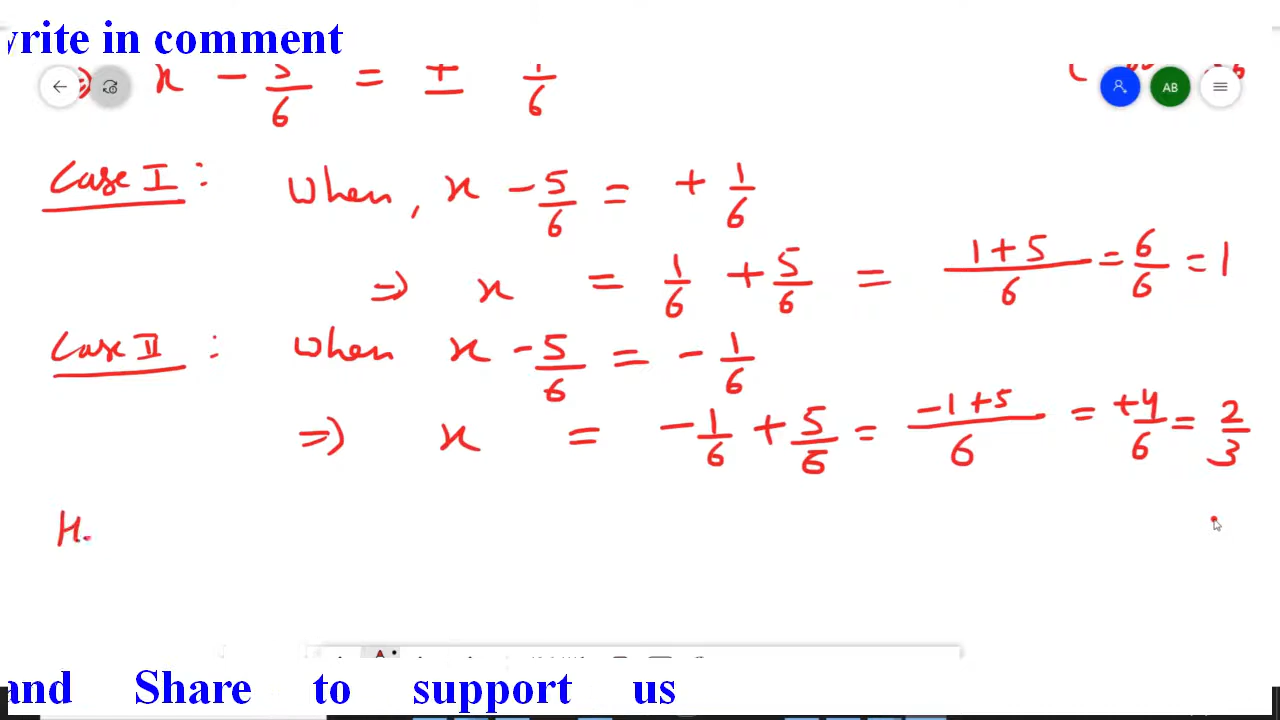 write in comment
x - 5/6 = ± 1/6
AB
Case I : When, x - 5/6 = + 1/6
⇒ x = 1/6 + 5/6 = (1+5)/6 = 6/6 = 1
Case II : When x - 5/6 = - 1/6
⇒ x = - 1/6 + 5/6 = (-1+5)/6 = +4/6 = 2/3
H
and Share to support us